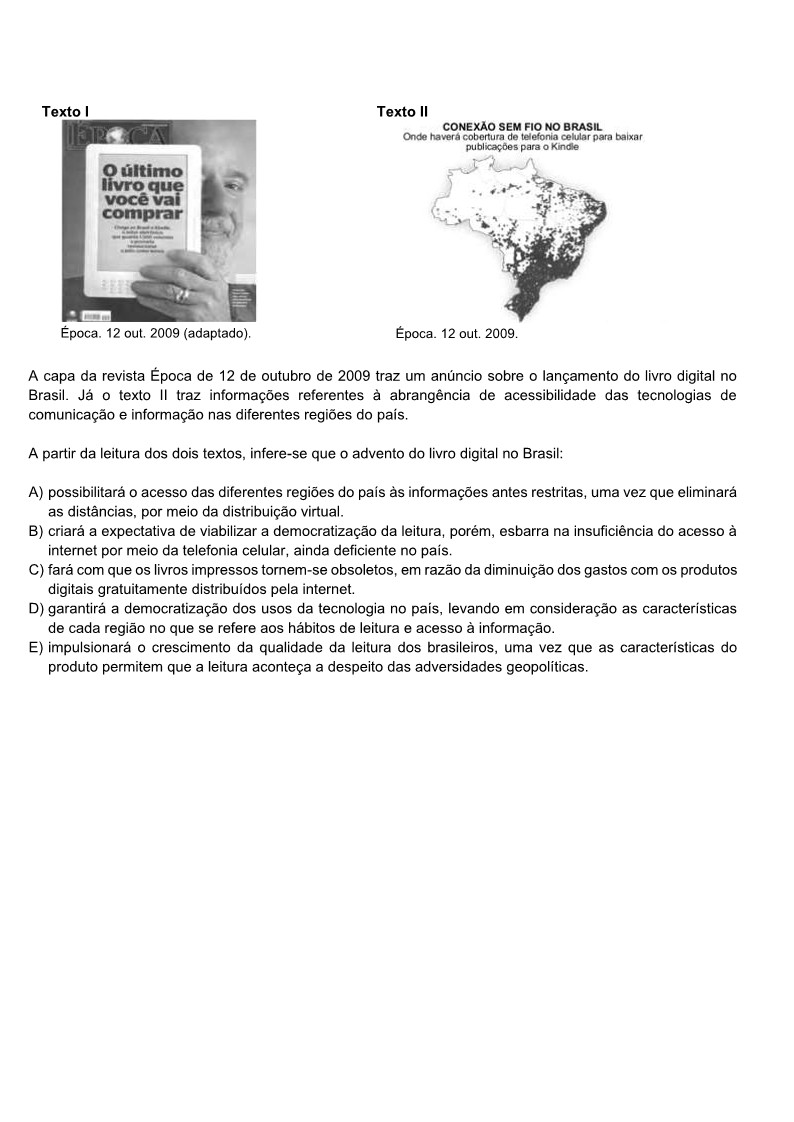 Texto I
Texto II
ÉPOCA
O último
livro que
você vai
comprar
CONEXÃO SEM FIO NO BRASIL
Onde haverá cobertura de telefonia celular para baixar
publicações para o Kindle
Época. 12 out. 2009 (adaptado).
Época. 12 out. 2009.
A capa da revista Época de 12 de outubro de 2009 traz um anúncio sobre o lançamento do livro digital no
Brasil. Já o texto II traz informações referentes à abrangência de acessibilidade das tecnologias de
comunicação e informação nas diferentes regiões do país.
A partir da leitura dos dois textos, infere-se que o advento do livro digital no Brasil:
A) possibilitará o acesso das diferentes regiões do país às informações antes restritas, uma vez que eliminará
as distâncias, por meio da distribuição virtual.
B) criará a expectativa de viabilizar a democratização da leitura, porém, esbarra na insuficiência do acesso à
internet por meio da telefonia celular, ainda deficiente no país.
C) fará com que os livros impressos tornem-se obsoletos, em razão da diminuição dos gastos com os produtos
digitais gratuitamente distribuídos pela internet.
D) garantirá a democratização dos usos da tecnologia no país, levando em consideração as características
de cada região no que se refere aos hábitos de leitura e acesso à informação.
E) impulsionará o crescimento da qualidade da leitura dos brasileiros, uma vez que as características do
produto permitem que a leitura aconteça a despeito das adversidades geopolíticas.